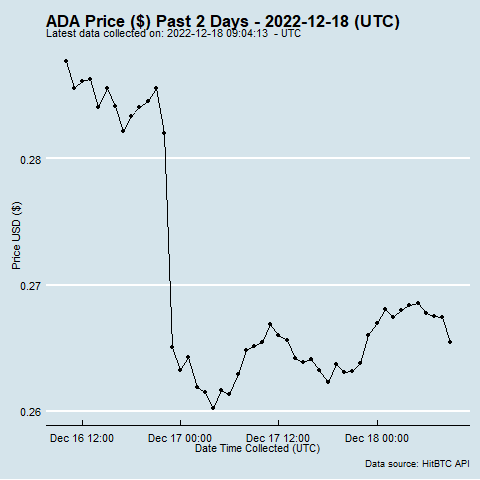 ADA Price ($) Past 2 Days - 2022-12-18 (UTC)
Latest data collected on: 2022-12-18 09:04:13 - UTC
0.28
0.27
0.26
Price USD ($)
Dec 16 12:00 Dec 17 00:00 Dec 17 12:00 Dec 18 00:00
Date Time Collected (UTC)
Data source: HitBTC API